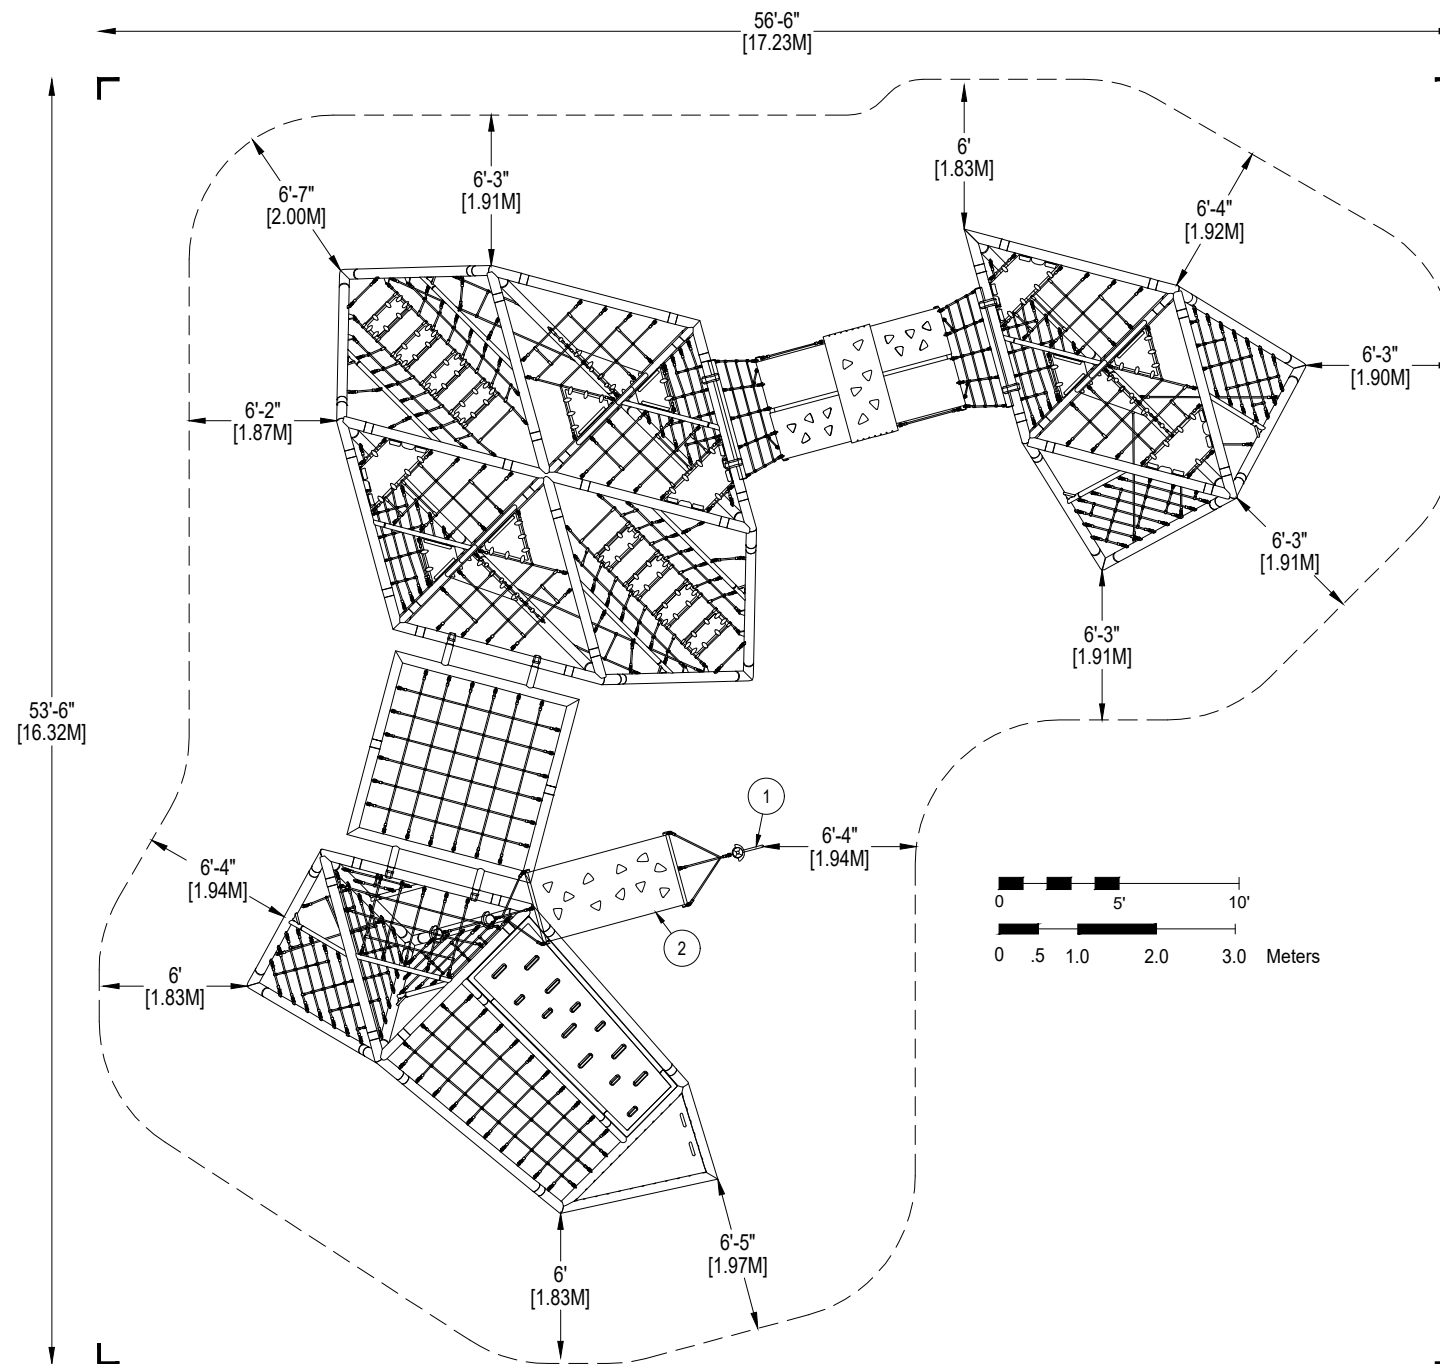 56'-6"
[17.23M]
6'
[1.83M]
6'-3"
[1.91M]
6'-7"
[2.00M]
6'-4"
[1.92M]
6'-3"
[1.90M]
6'-2"
[1.87M]
6'-3"
[1.91M]
6'-3"
[1.91M]
53'-6"
[16.32M]
1
6'-4"
[1.94M]
6'-4"
[1.94M]
0 5' 10'
2
0 .5 1.0 2.0 3.0 Meters
6'
[1.83M]
6'-5"
[1.97M]
6'
[1.83M]